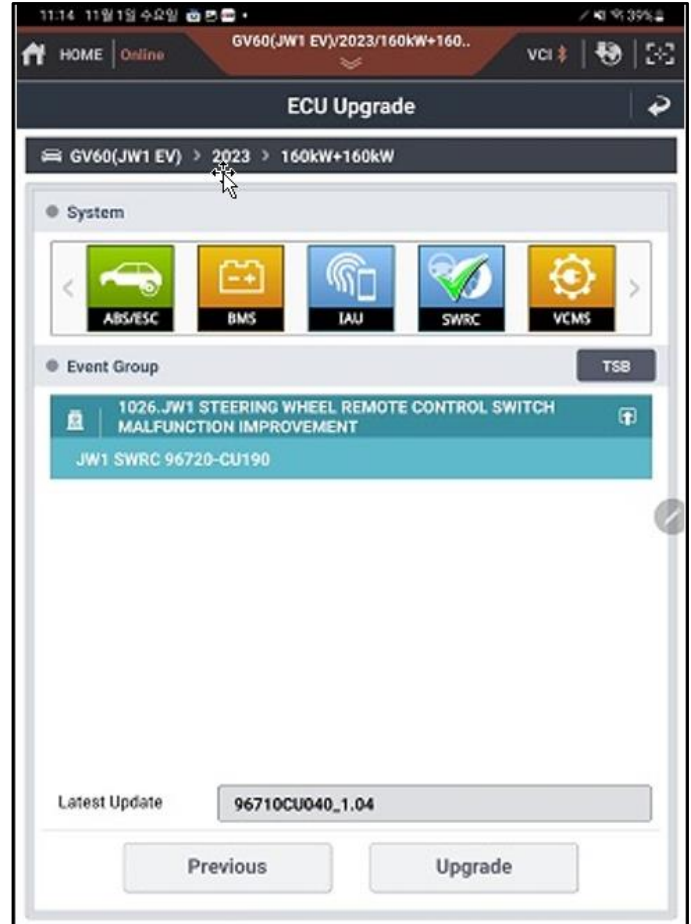 11:14 11월 1일 수요일
39%
HOME Online GV60(JW1 EV)/2023/160kW+160.. VCI
ECU Upgrade
GV60(JW1 EV) > 2023 > 160kW+160kW
System
< ABS/ESC BMS IAU SWRC VCMS >
Event Group TSB
1026.JW1 STEERING WHEEL REMOTE CONTROL SWITCH
MALFUNCTION IMPROVEMENT
JW1 SWRC 96720-CU190
Latest Update 96710CU040_1.04
Previous Upgrade